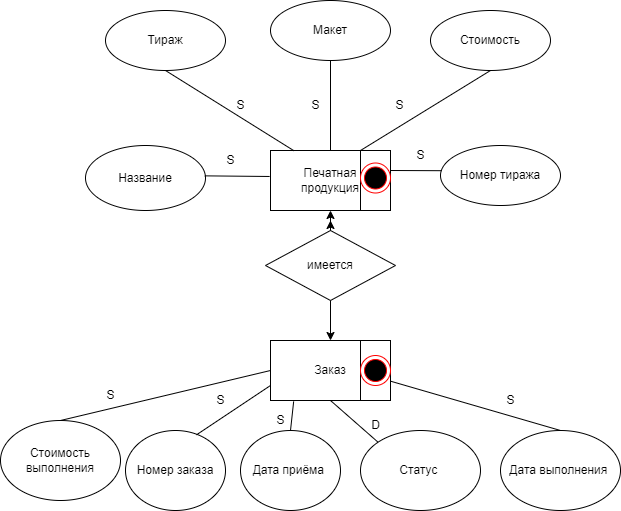 Тираж
Макет
Стоимость
S
S
S
Название
S
Печатная
продукция
S
Номер тиража
имеется
Заказ
S
S
S
D
S
Стоимость
выполнения
Номер заказа
Дата приёма
Статус
Дата выполнения